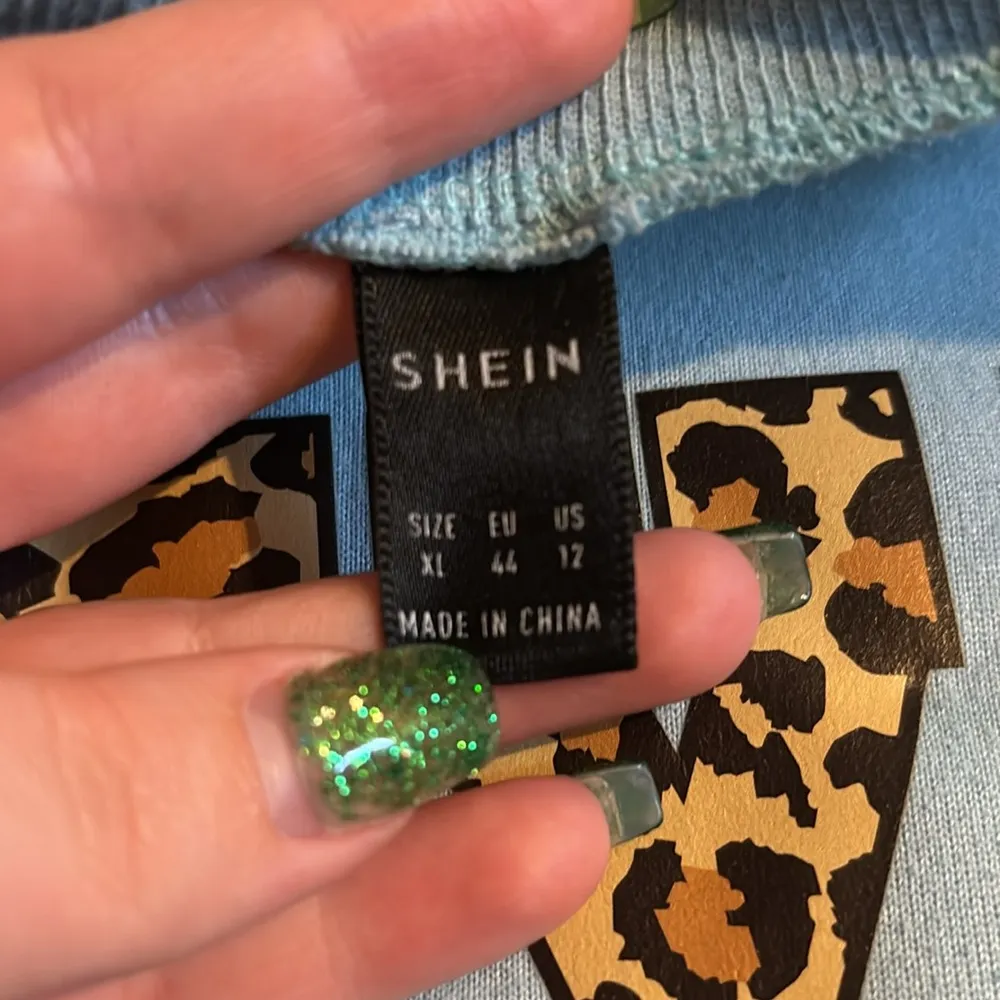 SHEIN
SIZE EU US
XL 44 12
MADE IN CHINA